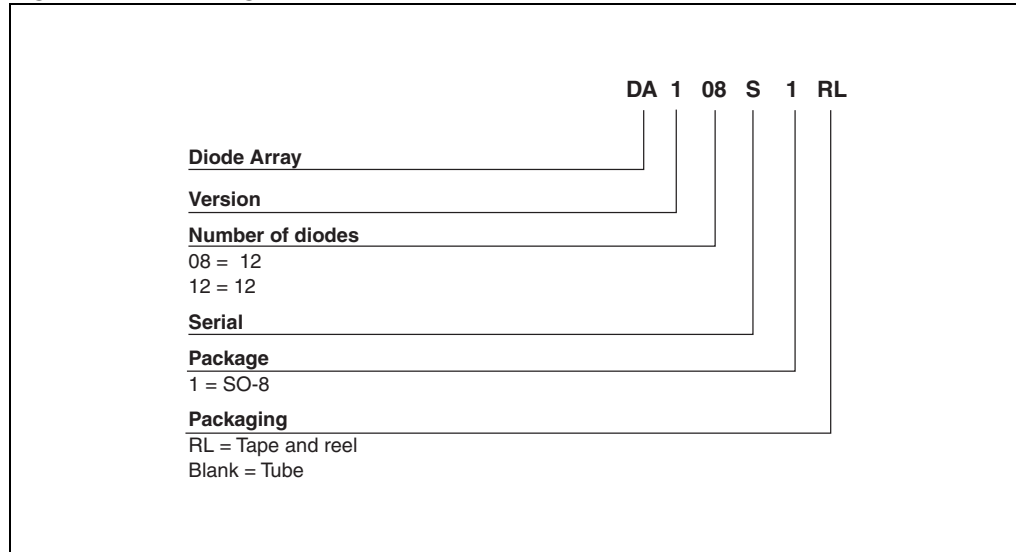 DA 1 08 S 1 RL
Diode Array
Version
Number of diodes
08 = 12
12 = 12
Serial
Package
1 = SO-8
Packaging
RL = Tape and reel
Blank = Tube